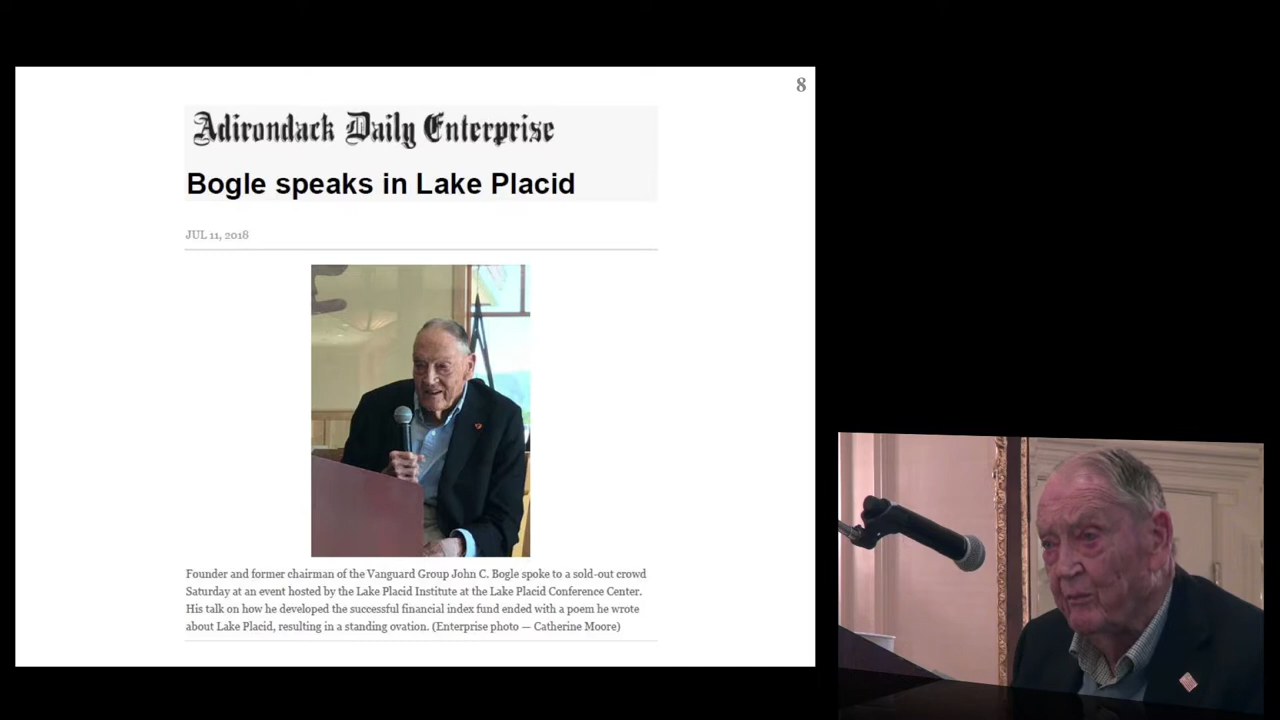 8
Adirondack Daily Enterprise
Bogle speaks in Lake Placid
JUL 11, 2018
Founder and former chairman of the Vanguard Group John C. Bogle spoke to a sold-out crowd
Saturday at an event hosted by the Lake Placid Institute at the Lake Placid Conference Center.
His talk on how he developed the successful financial index fund ended with a poem he wrote
about Lake Placid, resulting in a standing ovation. (Enterprise photo — Catherine Moore)